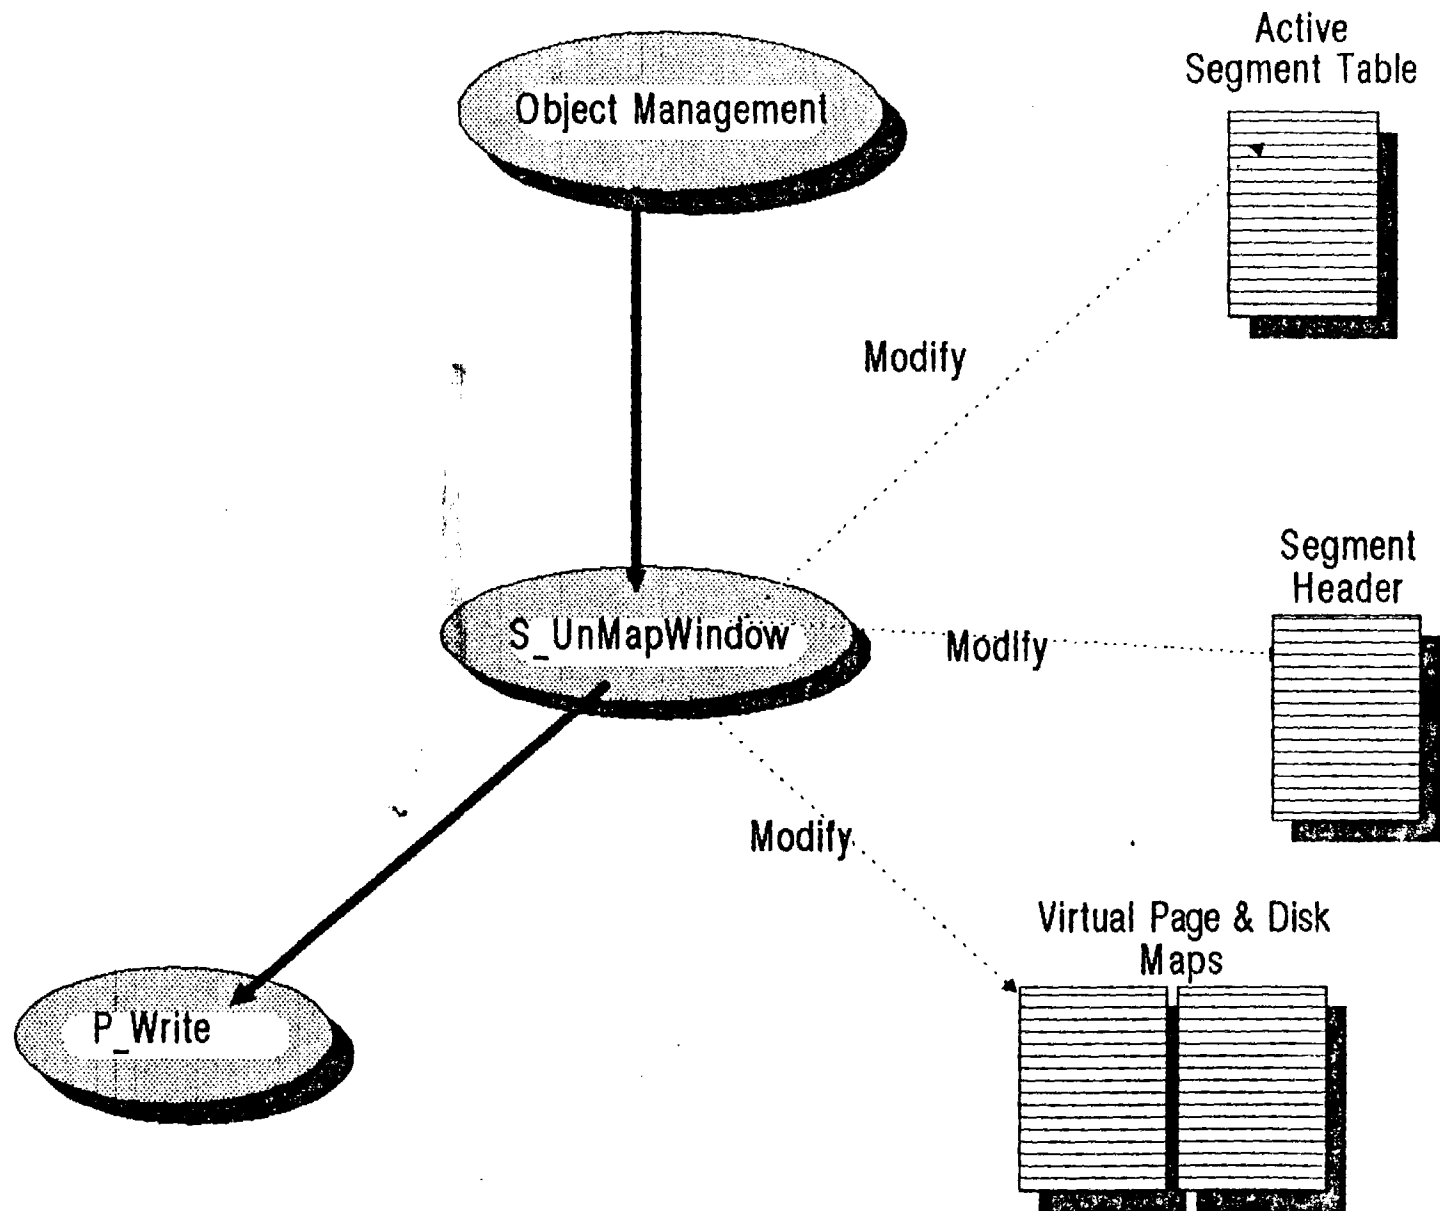 Active
Segment Table
Object Management
Modify
Segment
Header
S_UnMapWindow
Modify
Modify
Virtual Page & Disk
Maps
P_Write